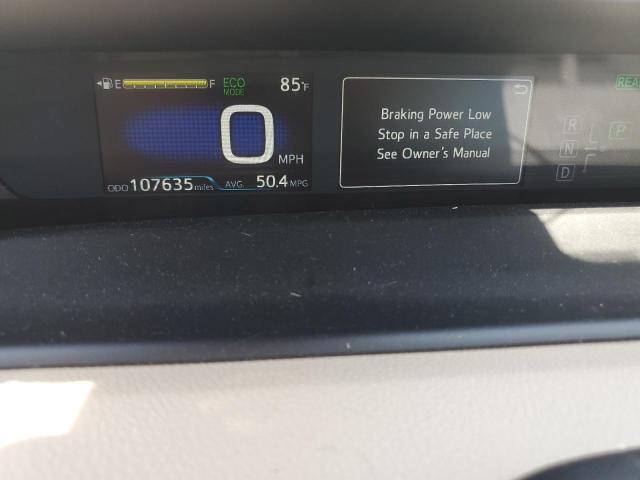 E F ECO MODE 85°F
0 MPH
ODO 107635 miles AVG. 50.4 MPG
Braking Power Low
Stop in a Safe Place
See Owner's Manual
REA
R
N
D
P